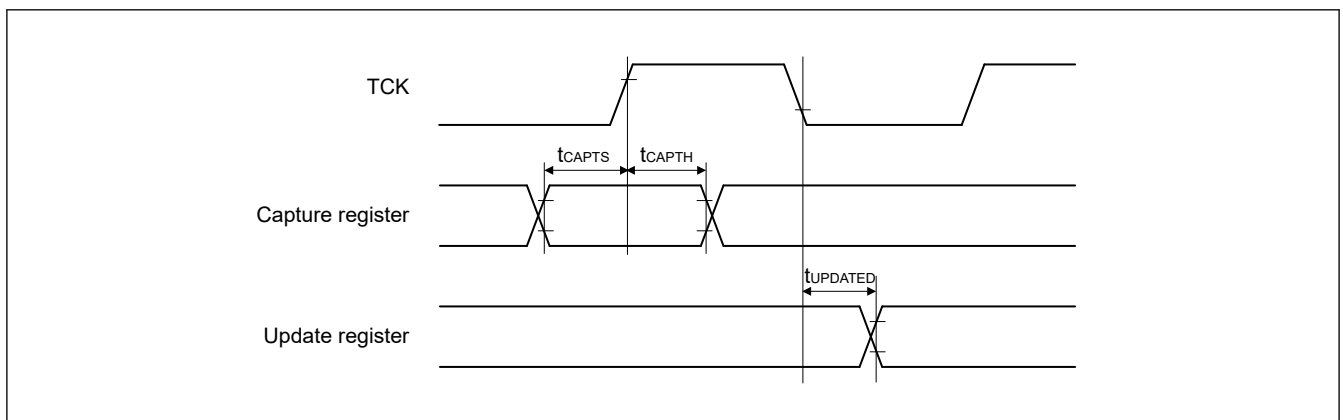 TCK
tCAPTS
tCAPTH
Capture register
tUPDATED
Update register